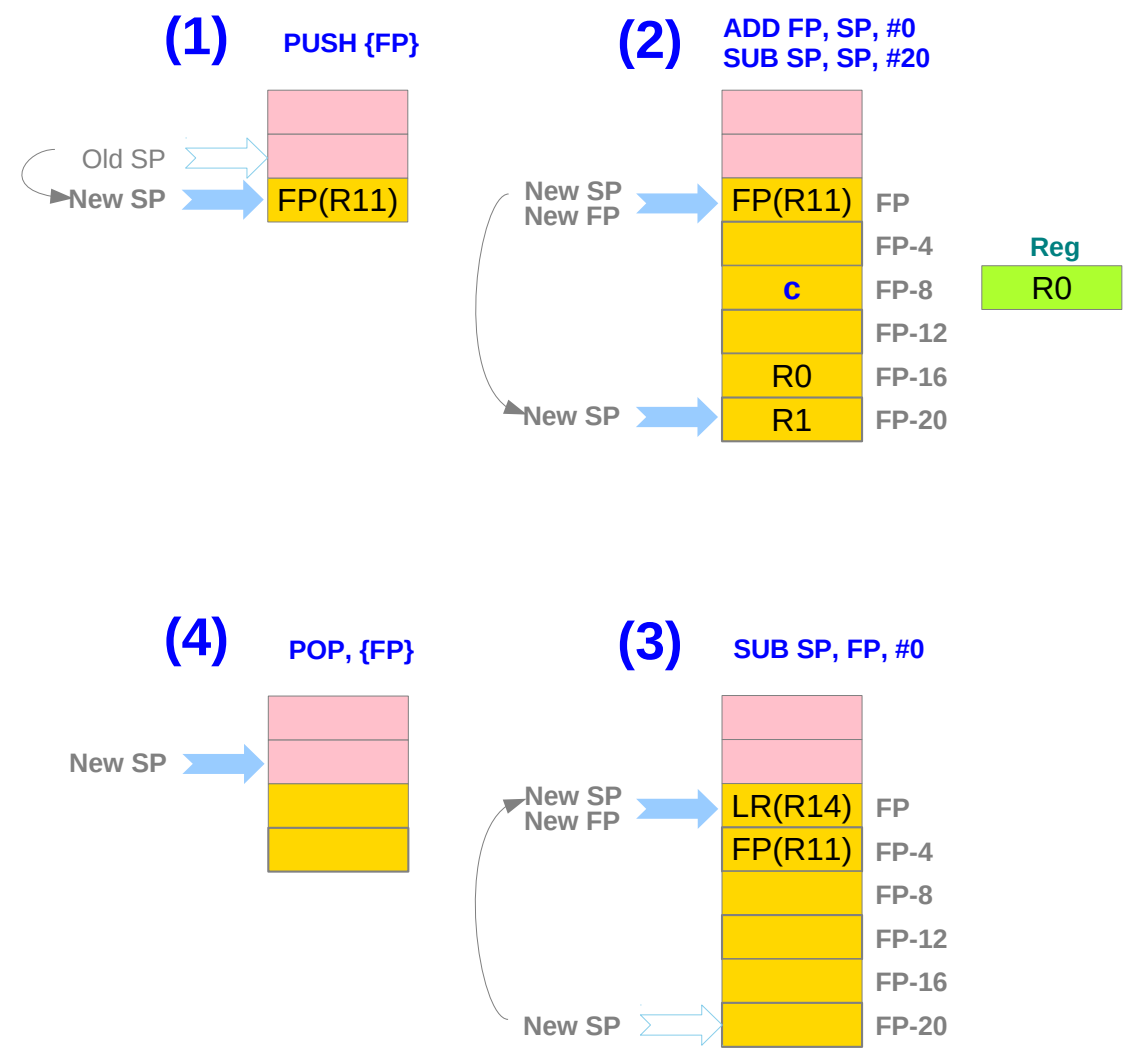 (1)
PUSH {FP}
Old SP
New SP
FP(R11)
(2)
ADD FP, SP, #0
SUB SP, SP, #20
New SP
New FP
FP(R11)
FP
FP-4
c
FP-8
FP-12
R0
FP-16
New SP
R1
FP-20
Reg
R0
(4)
POP, {FP}
New SP
(3)
SUB SP, FP, #0
New SP
New FP
LR(R14)
FP
FP(R11)
FP-4
FP-8
FP-12
FP-16
New SP
FP-20